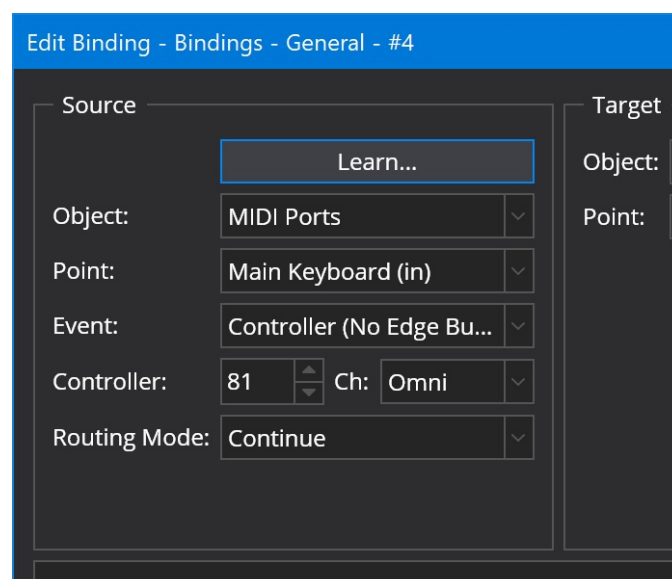 Edit Binding - Bindings - General - #4
Source
Target
Learn...
Object:
Object: MIDI Ports
Point:
Point: Main Keyboard (in)
Event: Controller (No Edge Bu...
Controller: 81 Ch: Omni
Routing Mode: Continue